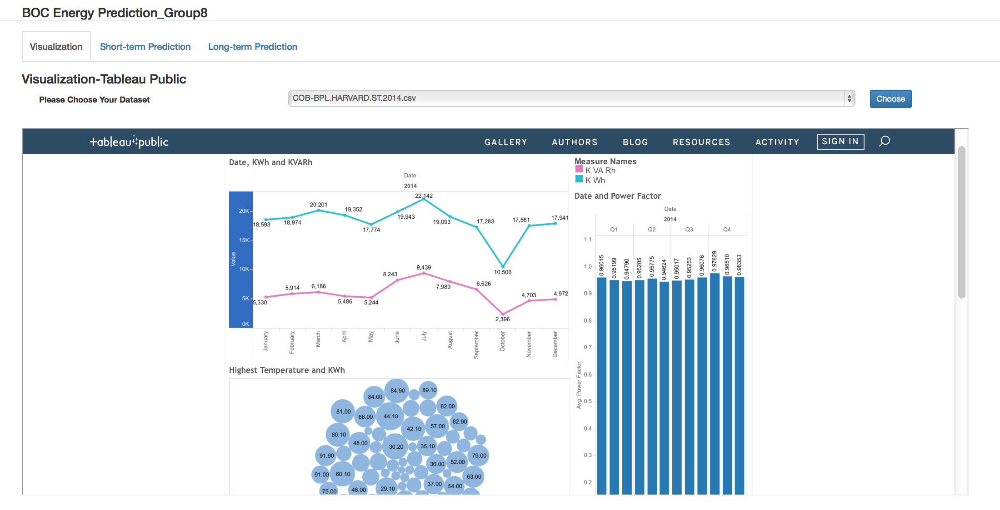 BOC Energy Prediction_Group8
Visualization
Short-term Prediction
Long-term Prediction
Visualization-Tableau Public
Please Choose Your Dataset
COB-BPL.HARVARD.ST.2014.csv
Choose
+ableau public
GALLERY
AUTHORS
BLOG
RESOURCES
ACTIVITY
SIGN IN
Date, KWh and KVARh
Date
2014
Value
20K
15K
10K
5K
0K
18,593
18,974
20,201
19,352
17,774
19,943
22,142
19,093
17,283
10,506
17,561
17,941
5,330
5,914
6,186
5,486
5,244
8,243
9,439
7,989
6,626
2,396
4,703
4,972
January
February
March
April
May
June
July
August
September
October
November
December
Measure Names
K VA Rh
K Wh
Date and Power Factor
Date
2014
Q1
Q2
Q3
Q4
Avg. Power Factor
1.1
1.0
0.9
0.8
0.7
0.6
0.5
0.4
0.3
0.2
0.96015
0.95199
0.94790
0.95205
0.95775
0.94624
0.95017
0.95253
0.96076
0.97629
0.96510
0.96353
Highest Temperature and KWh
84.90
89.10
84.00
82.00
81.00
66.00
44.10
82.90
57.00
42.10
80.10
48.00
30.20
35.10
91.90
79.00
36.00
52.00
91.00
60.10
63.00
37.00
54.00
75.00
46.00
29.10